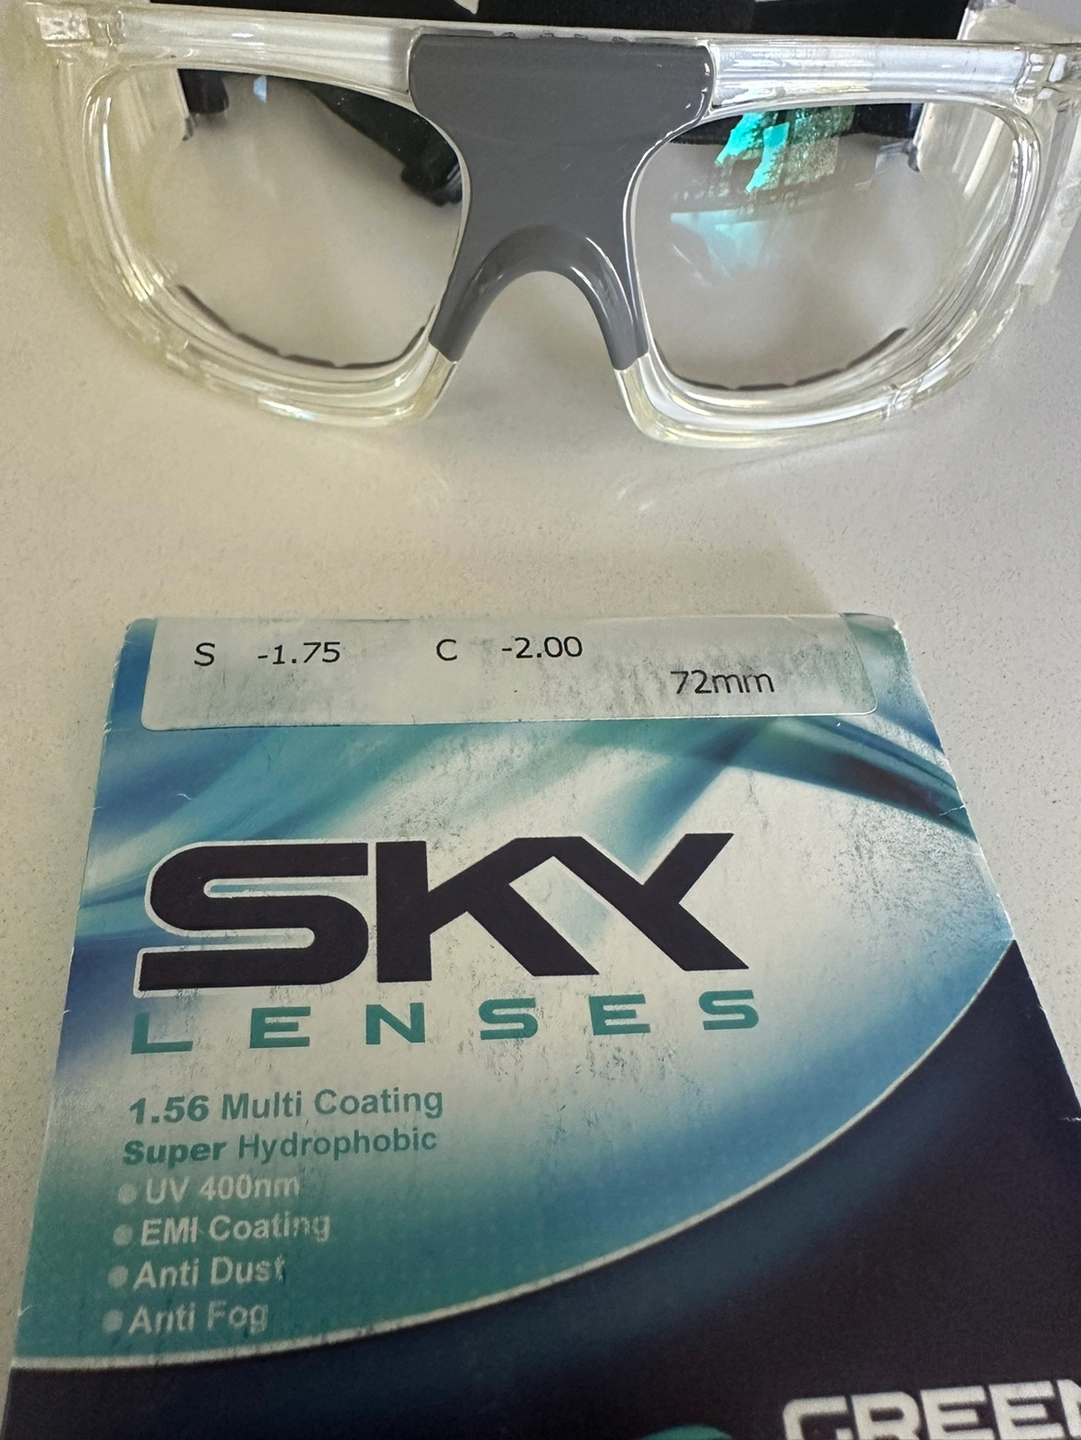 S -1.75 C -2.00
72mm
SKY
LENSES
1.56 Multi Coating
Super Hydrophobic
UV 400nm
EMI Coating
Anti Dust
Anti Fog